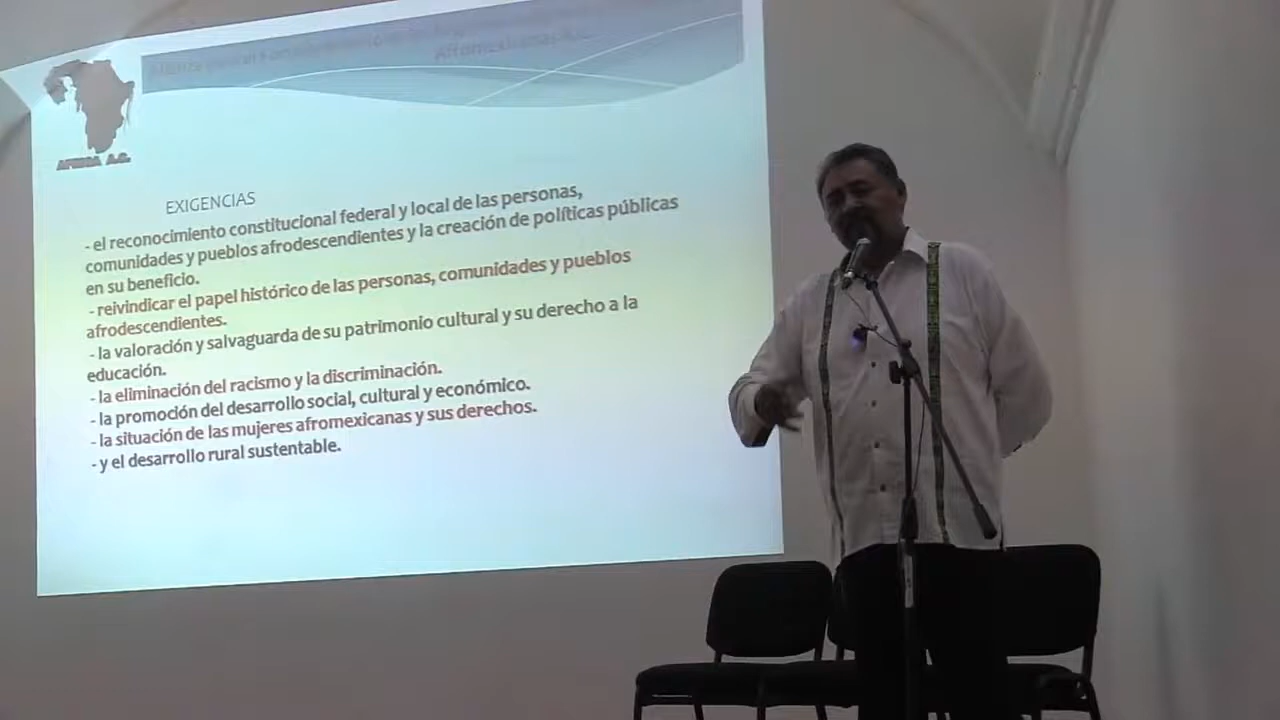 AFRICA A.C.
EXIGENCIAS
- el reconocimiento constitucional federal y local de las personas,
comunidades y pueblos afrodescendientes y la creación de políticas públicas
en su beneficio.
- reivindicar el papel histórico de las personas, comunidades y pueblos
afrodescendientes.
- la valoración y salvaguarda de su patrimonio cultural y su derecho a la
educación.
- la eliminación del racismo y la discriminación.
- la promoción del desarrollo social, cultural y económico.
- la situación de las mujeres afromexicanas y sus derechos.
- y el desarrollo rural sustentable.